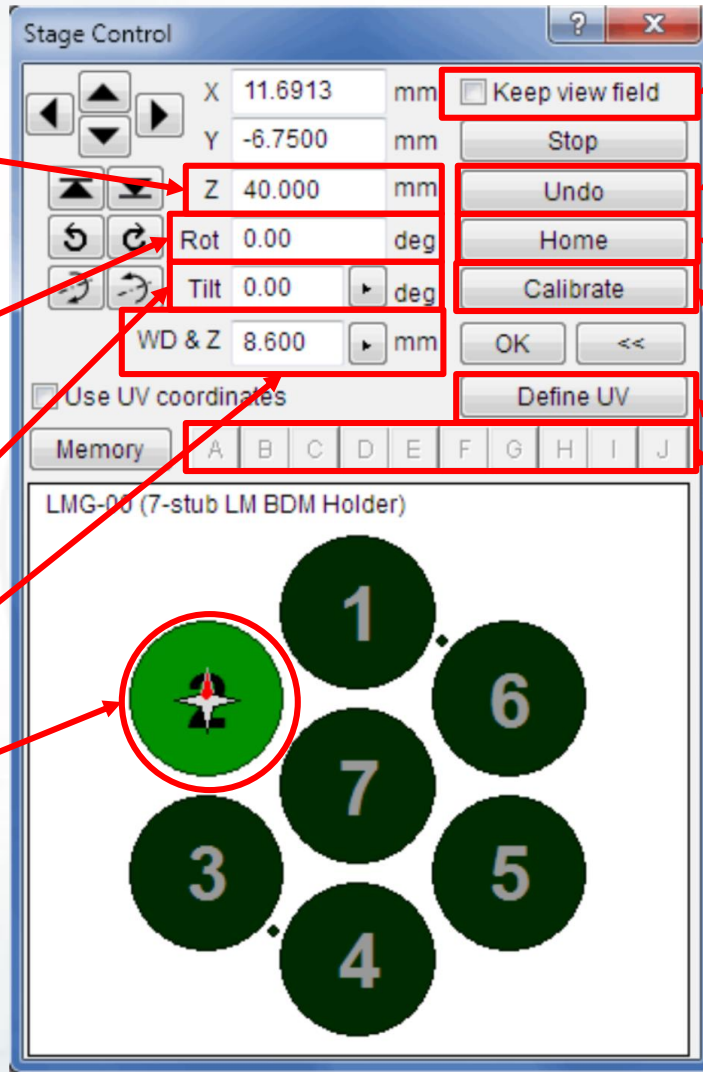 Stage Control ?
X 11.6913 mm Keep view field
Y -6.7500 mm Stop
Z 40.000 mm Undo
Rot 0.00 deg Home
Tilt 0.00 deg Calibrate
WD & Z 8.600 mm OK <<
Use UV coordinates Define UV
Memory A B C D E F G H I J
LMG-00 (7-stub LM BDM Holder)
1
2
6
7
3
5
4